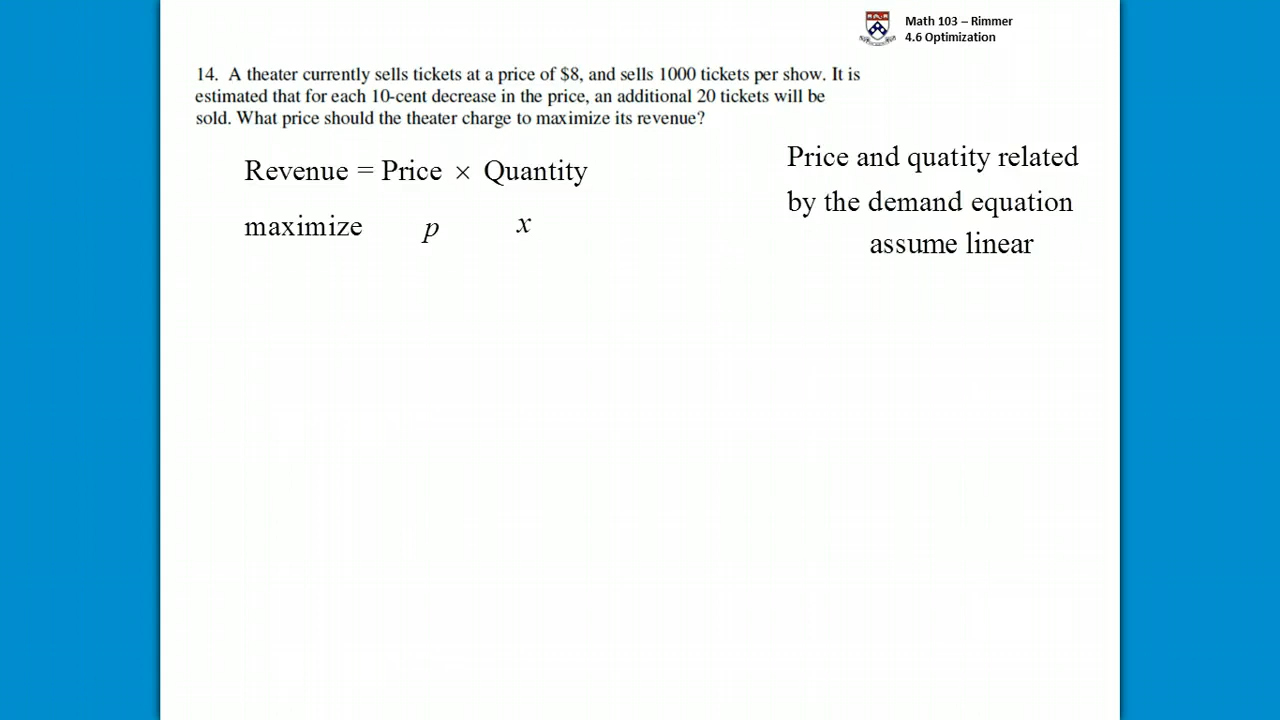 Math 103 – Rimmer
4.6 Optimization
14. A theater currently sells tickets at a price of $8, and sells 1000 tickets per show. It is
estimated that for each 10-cent decrease in the price, an additional 20 tickets will be
sold. What price should the theater charge to maximize its revenue?
Revenue = Price × Quantity
maximize p x
Price and quatity related
by the demand equation
assume linear